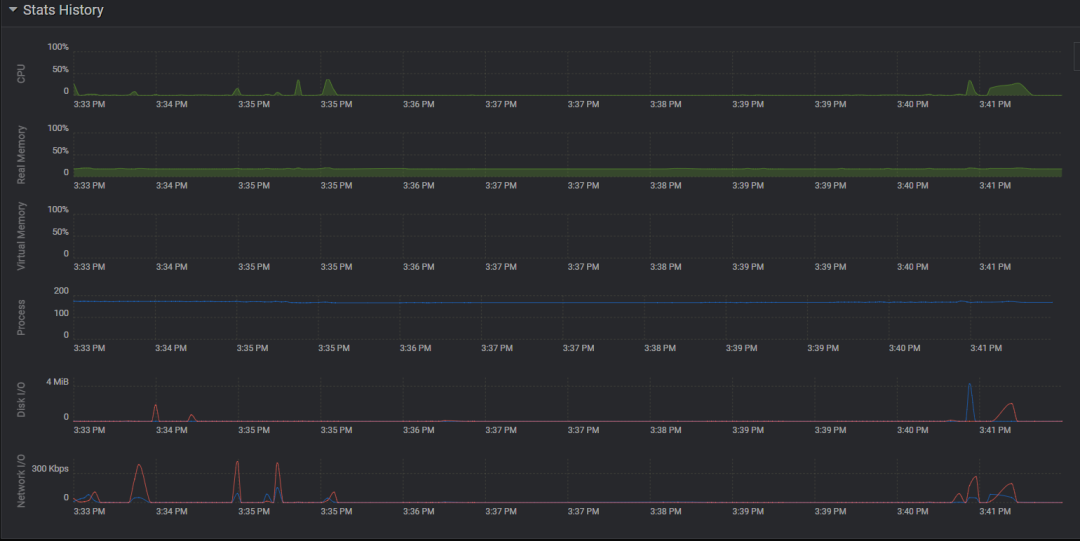 Stats History
CPU
100%
50%
0
3:33 PM 3:34 PM 3:35 PM 3:35 PM 3:36 PM 3:37 PM 3:37 PM 3:38 PM 3:39 PM 3:39 PM 3:40 PM 3:41 PM
Real Memory
100%
50%
0
3:33 PM 3:34 PM 3:35 PM 3:35 PM 3:36 PM 3:37 PM 3:37 PM 3:38 PM 3:39 PM 3:39 PM 3:40 PM 3:41 PM
Virtual Memory
100%
50%
0
3:33 PM 3:34 PM 3:35 PM 3:35 PM 3:36 PM 3:37 PM 3:37 PM 3:38 PM 3:39 PM 3:39 PM 3:40 PM 3:41 PM
Process
200
100
0
3:33 PM 3:34 PM 3:35 PM 3:35 PM 3:36 PM 3:37 PM 3:37 PM 3:38 PM 3:39 PM 3:39 PM 3:40 PM 3:41 PM
Disk I/O
4 MiB
0
3:33 PM 3:34 PM 3:35 PM 3:35 PM 3:36 PM 3:37 PM 3:37 PM 3:38 PM 3:39 PM 3:39 PM 3:40 PM 3:41 PM
Network I/O
300 Kbps
0
3:33 PM 3:34 PM 3:35 PM 3:35 PM 3:36 PM 3:37 PM 3:37 PM 3:38 PM 3:39 PM 3:39 PM 3:40 PM 3:41 PM